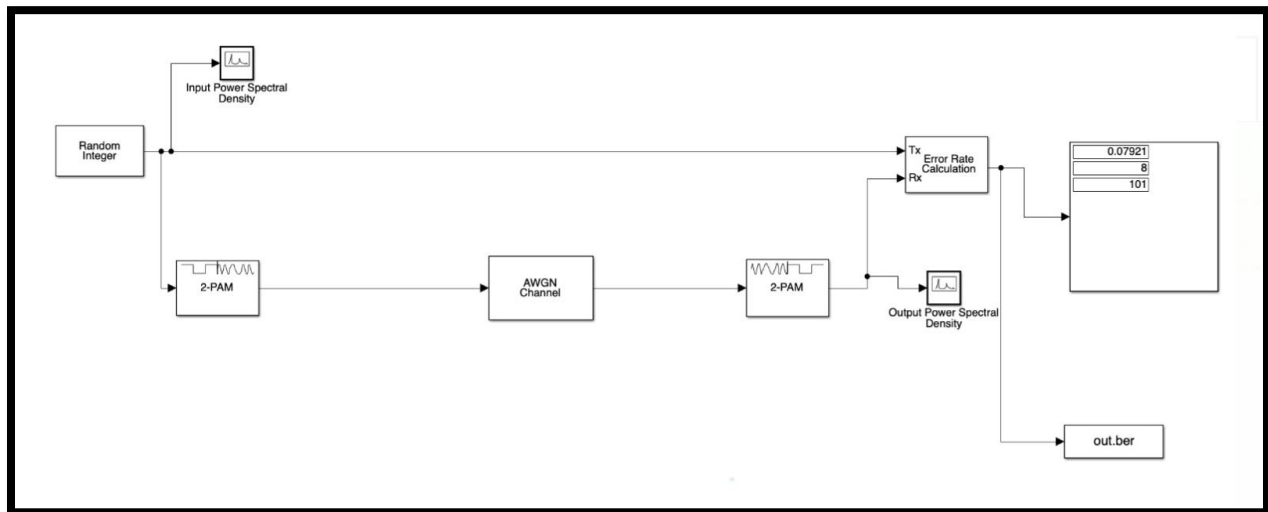 Input Power Spectral
Density
Random
Integer
Tx
Rx
Error Rate
Calculation
0.07921
8
101
2-PAM
AWGN
Channel
2-PAM
Output Power Spectral
Density
out.ber